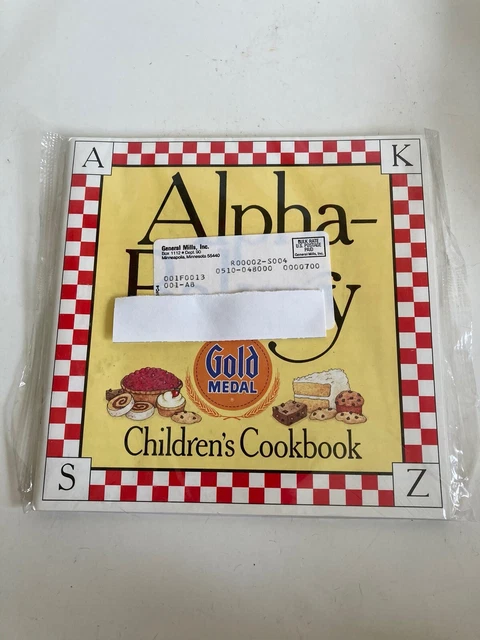 A
K
Alpha-
General Mills, Inc.
Box 1112 • Dept 90
Minneapolis, Minnesota 55440
BULK RATE
U.S. POSTAGE
PAID
General Mills, Inc.
R00002-S004
001F0013 0510-048000 0000700
001-A8
Gold
MEDAL
Children's Cookbook
S
Z